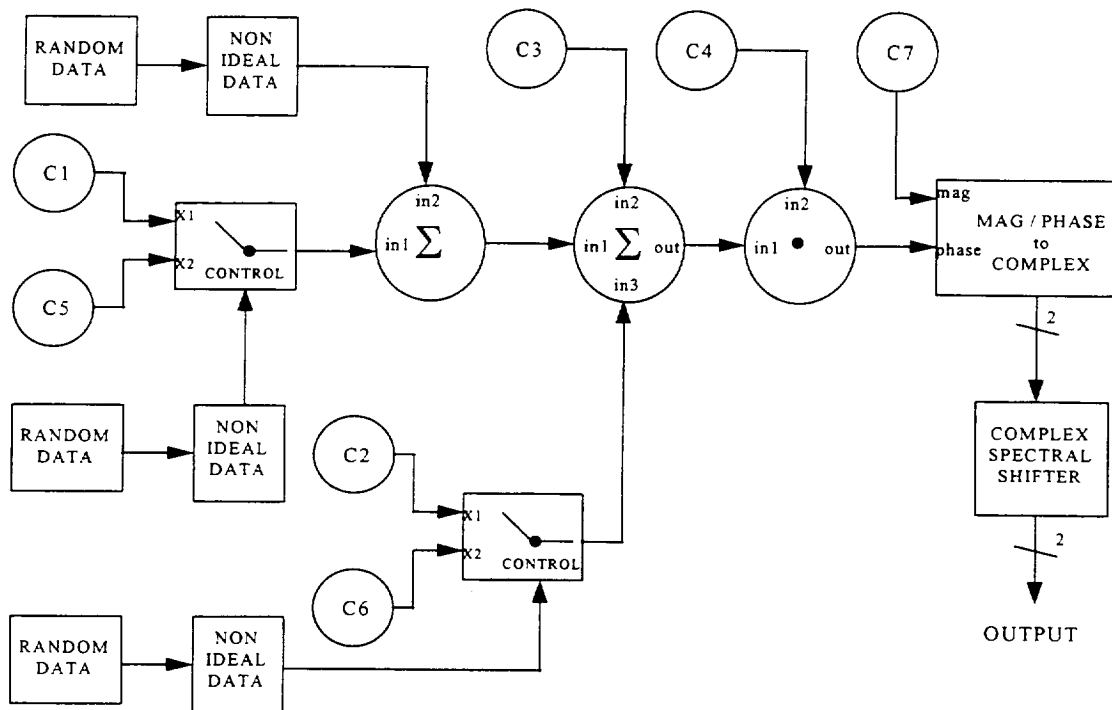 RANDOM
DATA
NON
IDEAL
DATA
C3
C4
C7
C1
C5
X1
X2
CONTROL
in2
in1 Σ
in2
in1 Σ out
in3
in2
in1 • out
mag
phase
MAG / PHASE
to
COMPLEX
2
RANDOM
DATA
NON
IDEAL
DATA
C2
C6
X1
X2
CONTROL
COMPLEX
SPECTRAL
SHIFTER
2
OUTPUT
RANDOM
DATA
NON
IDEAL
DATA